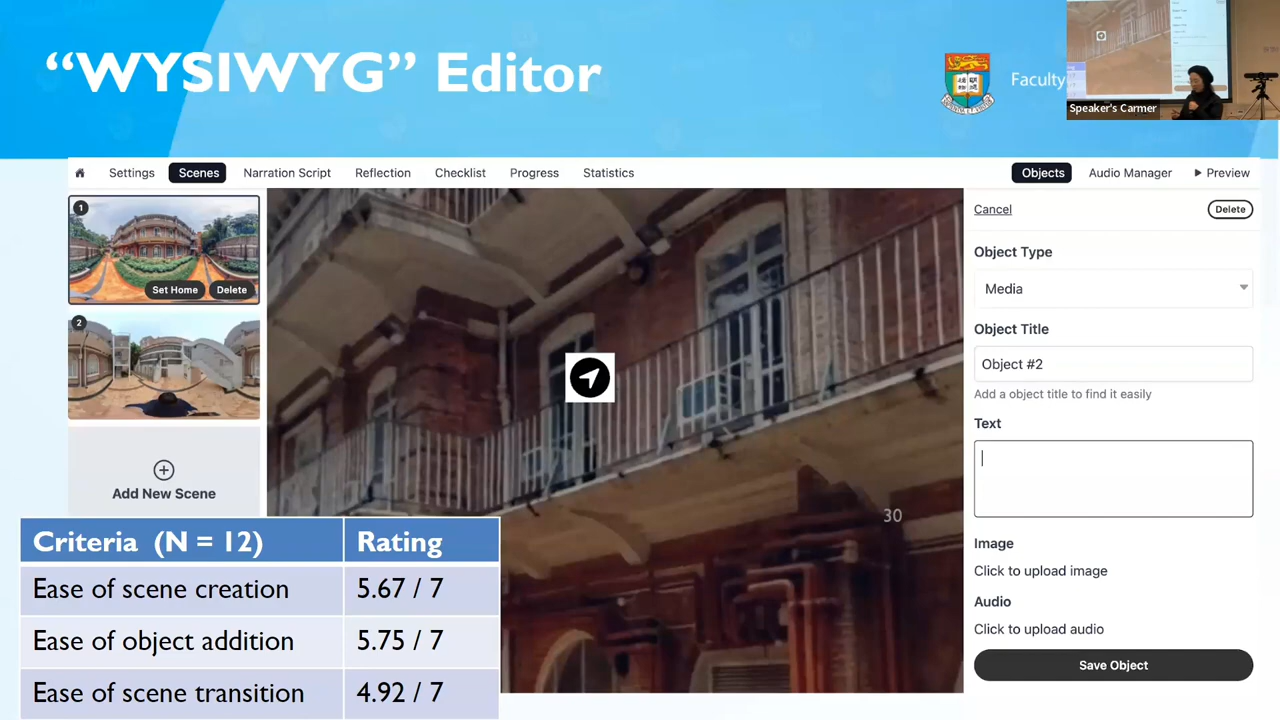 “WYSIWYG” Editor
Faculty
Speaker's Carmer
Settings
Scenes
Narration Script
Reflection
Checklist
Progress
Statistics
Objects
Audio Manager
Preview
1
Set Home
Delete
2
Add New Scene
30
Cancel
Delete
Object Type
Media
Object Title
Object #2
Add a object title to find it easily
Text
Image
Click to upload image
Audio
Click to upload audio
Save Object
Criteria (N = 12)
Rating
Ease of scene creation
5.67 / 7
Ease of object addition
5.75 / 7
Ease of scene transition
4.92 / 7